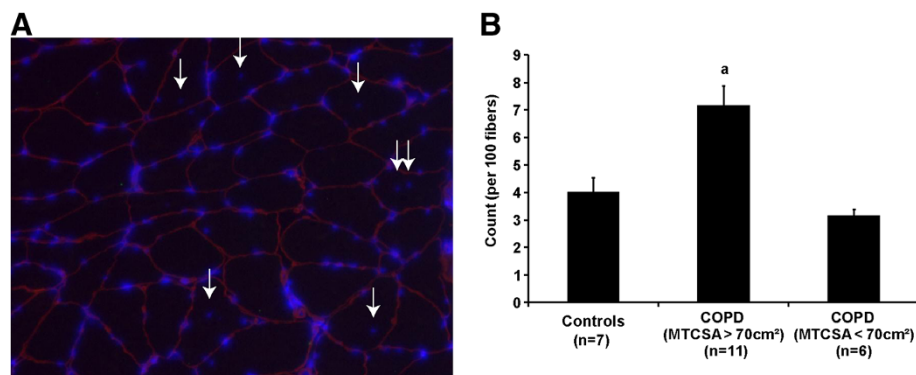 A
B
9
8
7
6
5
4
3
2
1
0
Count (per 100 fibers)
a
Controls
(n=7)
COPD
(MTCSA > 70cm²)
(n=11)
COPD
(MTCSA < 70cm²)
(n=6)